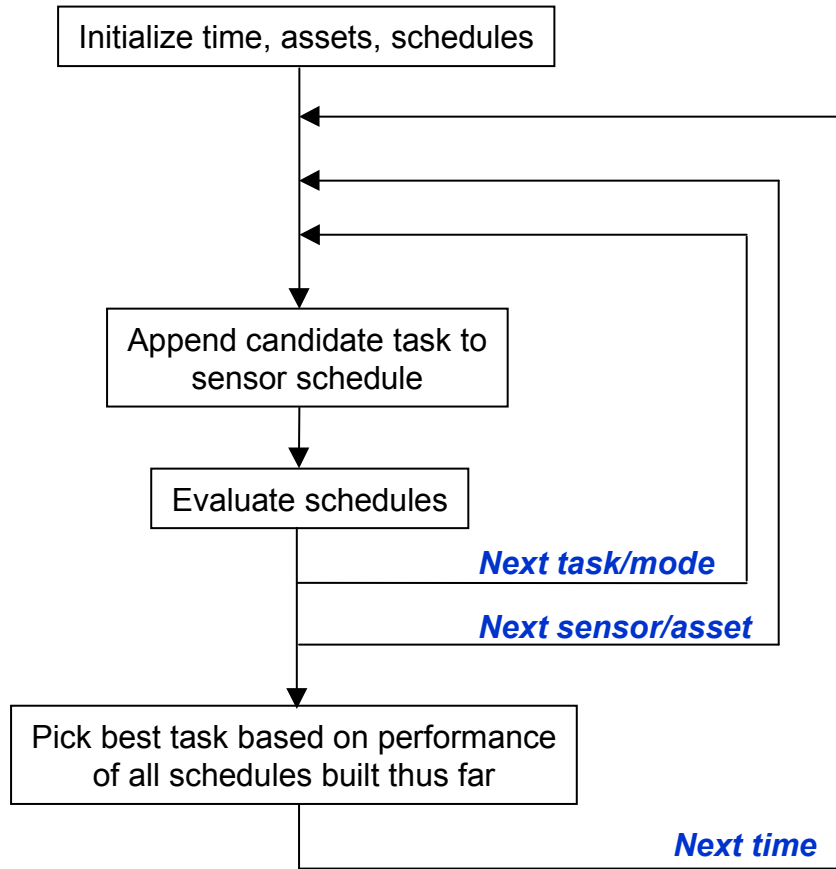 Initialize time, assets, schedules
Append candidate task to
sensor schedule
Evaluate schedules
Next task/mode
Next sensor/asset
Pick best task based on performance
of all schedules built thus far
Next time